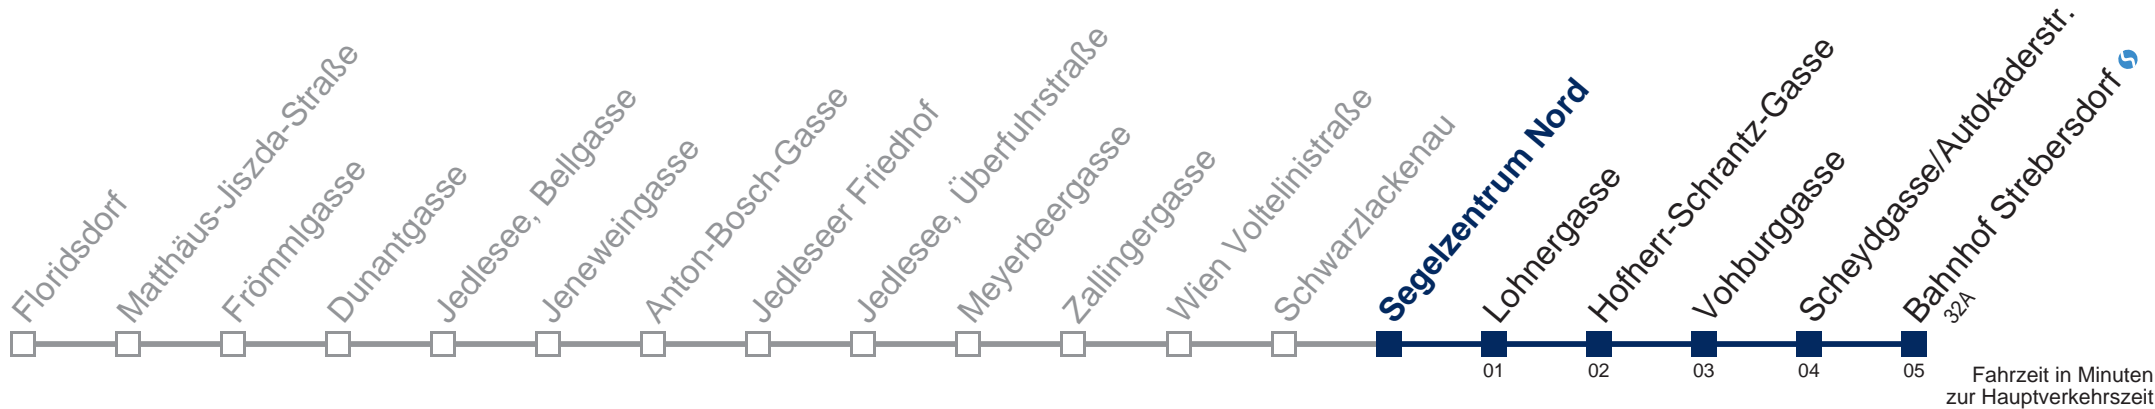 Floridsdorf
Matthäus-Jiszda-Straße
Frömmlgasse
Dunantgasse
Jedlesee, Bellgasse
Jeneweingasse
Anton-Bosch-Gasse
Jedleseer Friedhof
Jedlesee, Überfuhrstraße
Meyerbeergasse
Zallingergasse
Wien Voltelinistraße
Schwarzlackenau
Segelzentrum Nord
Lohnergasse
Hofherr-Schrantz-Gasse
Vohburggasse
Scheydgasse/Autokaderstr.
Bahnhof Strebersdorf
32A
01 02 03 04 05
Fahrzeit in Minuten
zur Hauptverkehrszeit